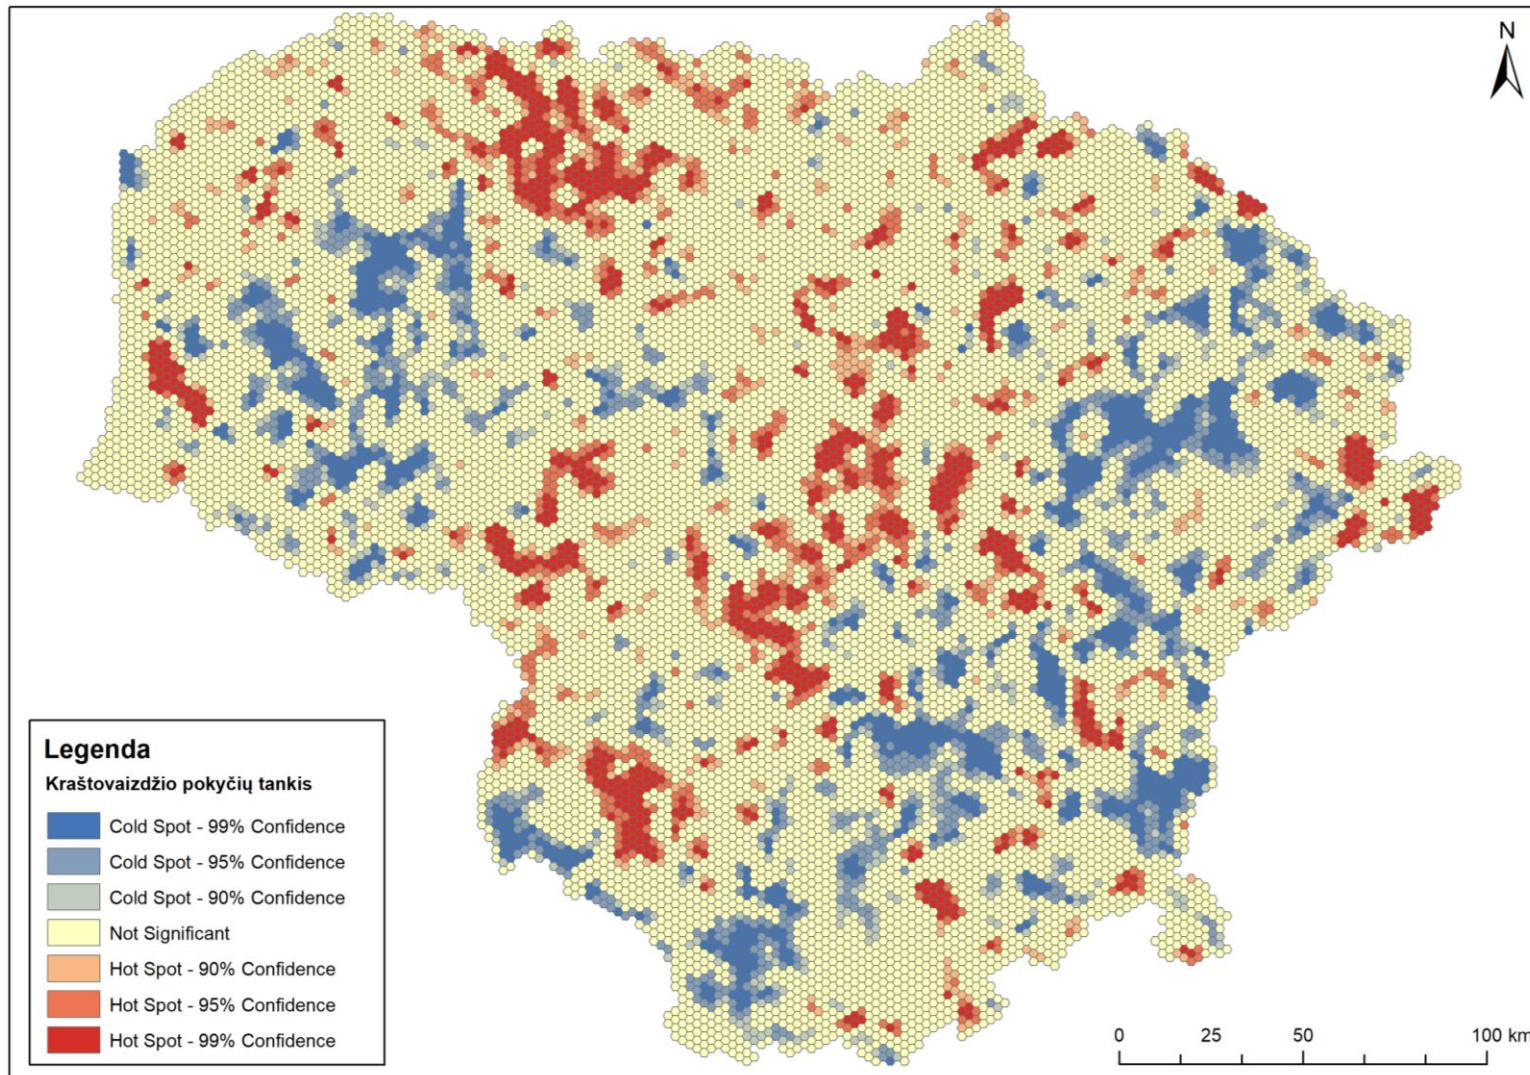 N
Legenda
Kraštovaizdžio pokyčių tankis
Cold Spot - 99% Confidence
Cold Spot - 95% Confidence
Cold Spot - 90% Confidence
Not Significant
Hot Spot - 90% Confidence
Hot Spot - 95% Confidence
Hot Spot - 99% Confidence
0 25 50 100 km